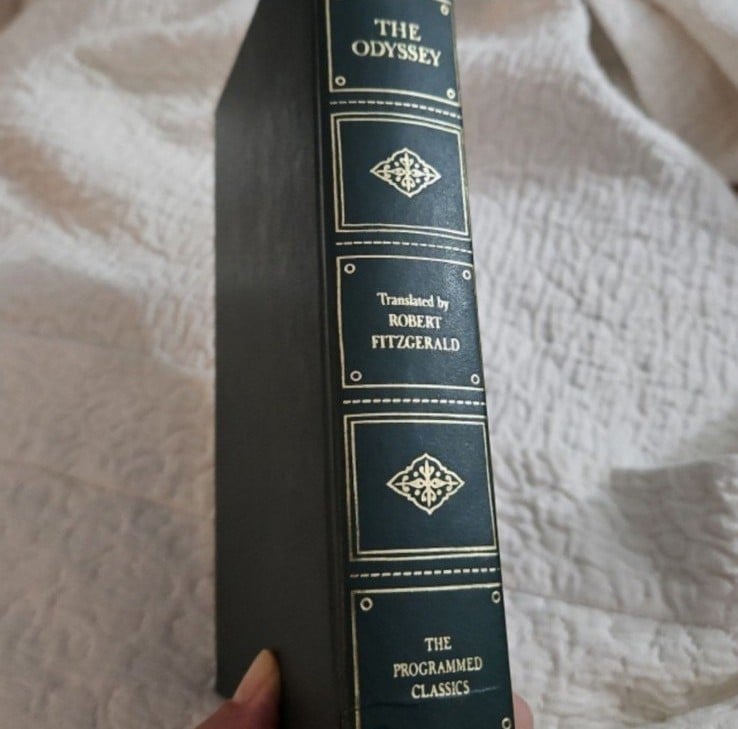 THE
ODYSSEY
Translated by
ROBERT
FITZGERALD
THE
PROGRAMMED
CLASSICS